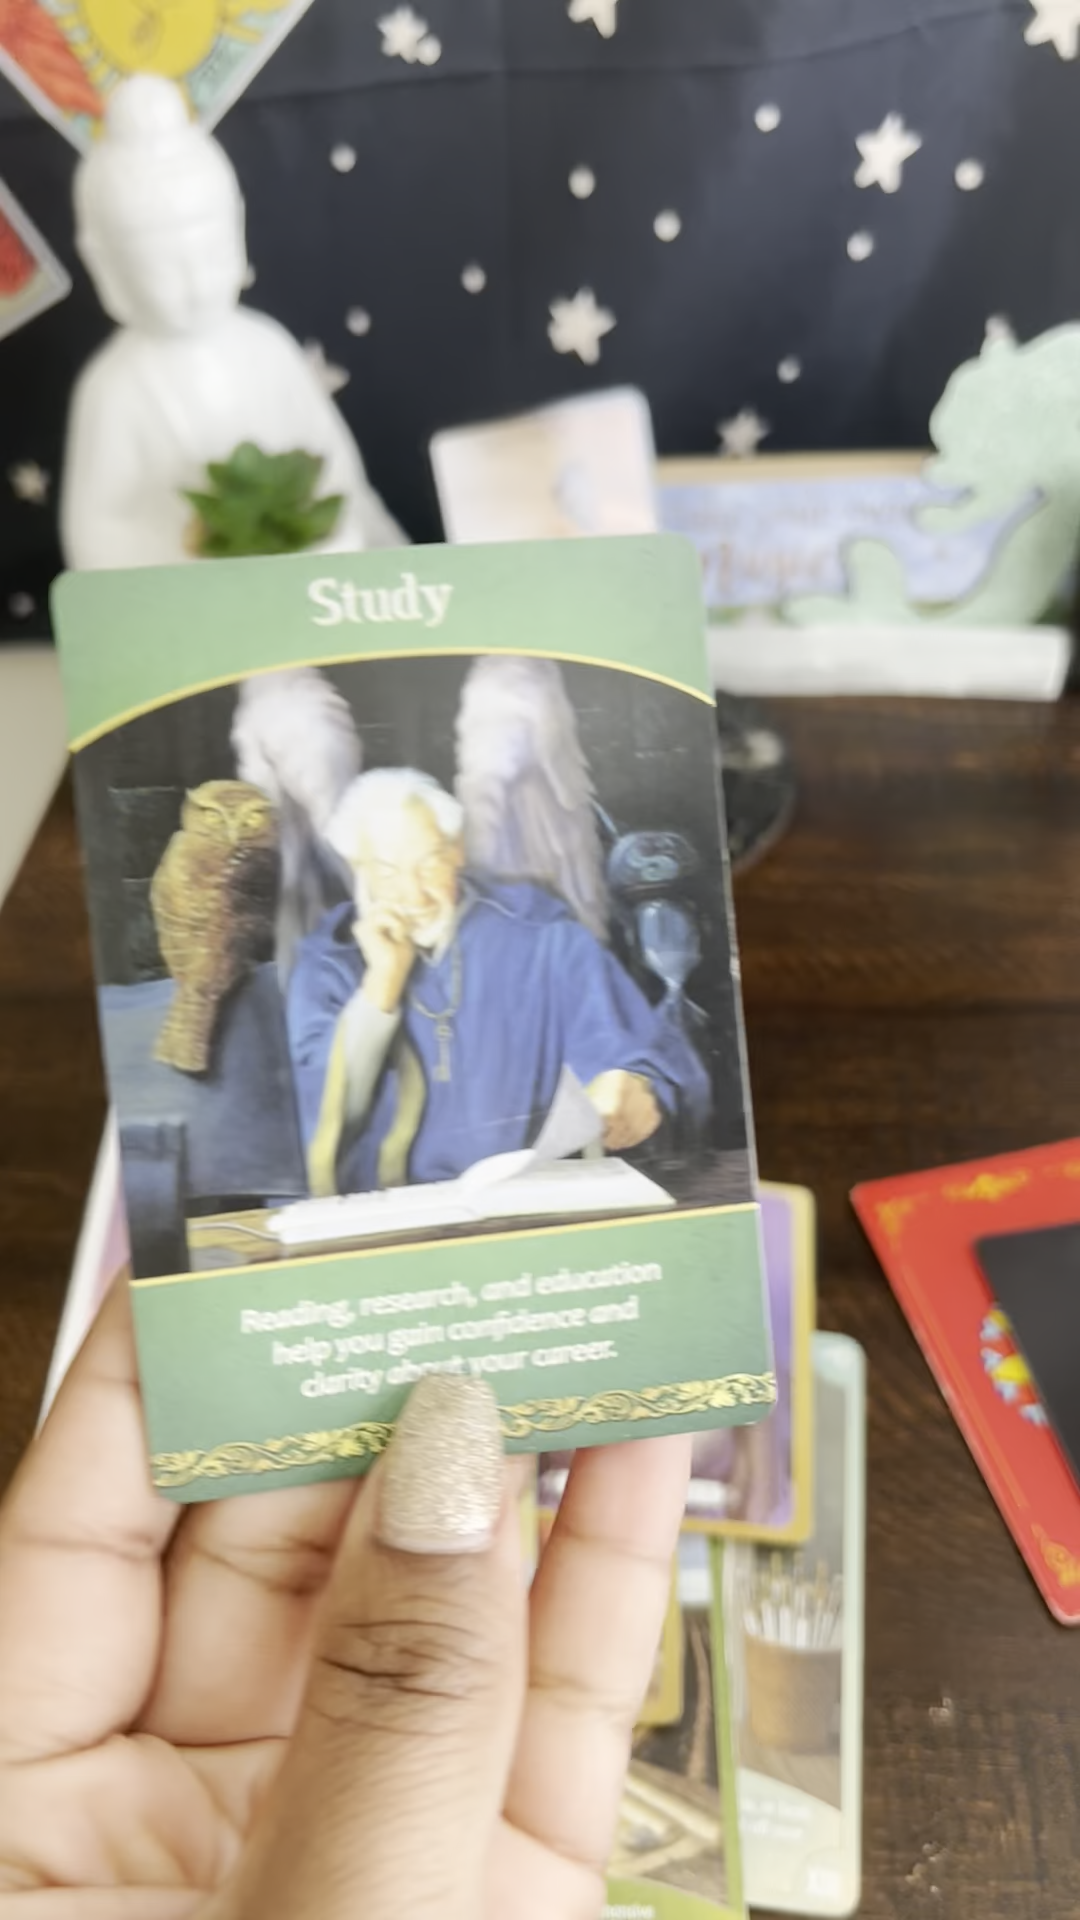 Study
Reading, research, and education
help you gain confidence and
clarity about your career.